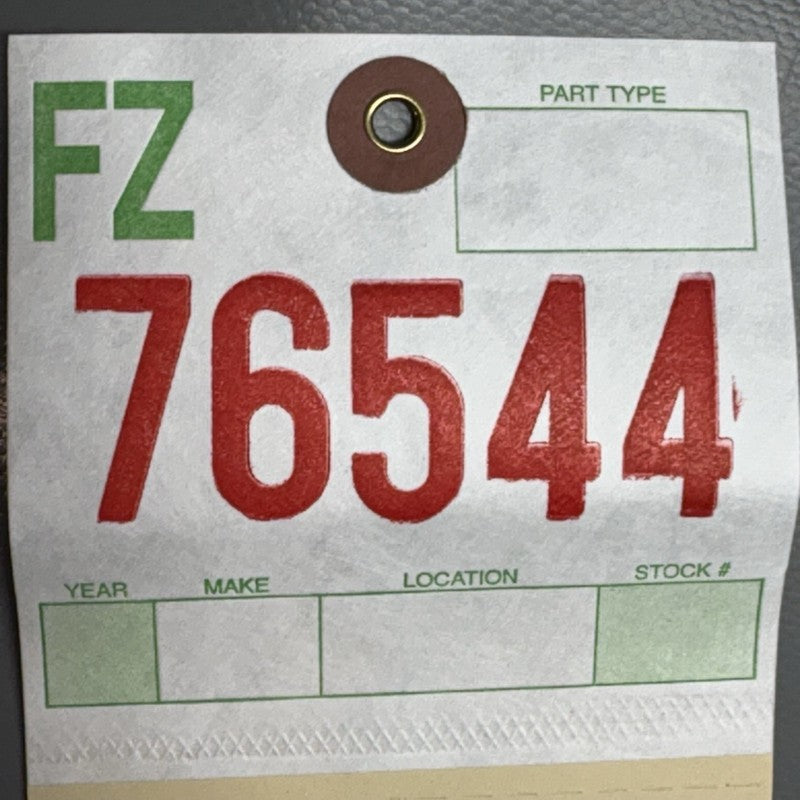 FZ
PART TYPE
76544
YEAR MAKE LOCATION STOCK #